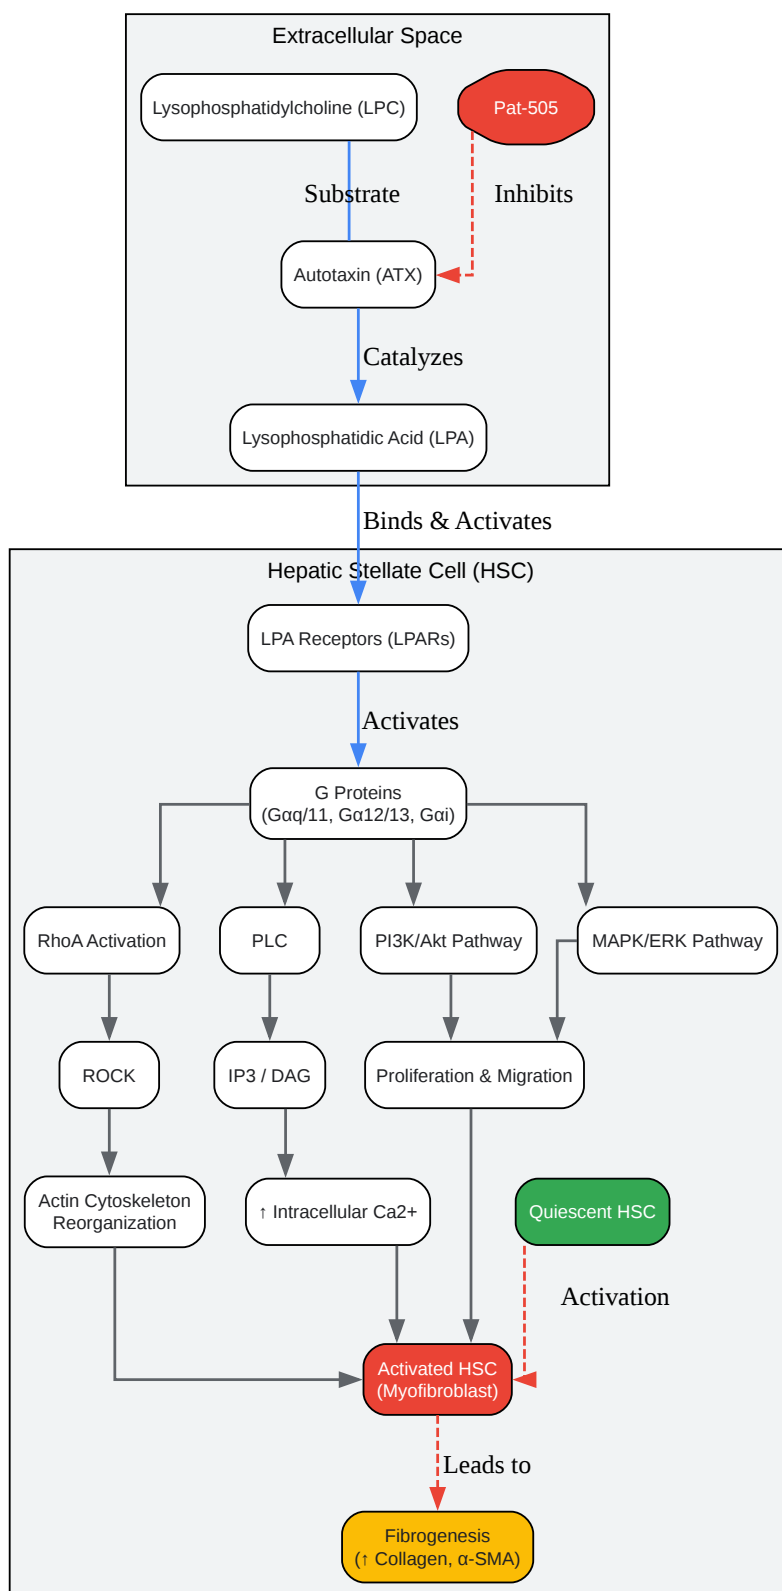 Extracellular Space
Lysophosphatidylcholine (LPC)
Pat-505
Substrate
Inhibits
Autotaxin (ATX)
Catalyzes
Lysophosphatidic Acid (LPA)
Binds & Activates
Hepatic Stellate Cell (HSC)
LPA Receptors (LPARs)
Activates
G Proteins
(Gαq/11, Gα12/13, Gαi)
RhoA Activation
PLC
PI3K/Akt Pathway
MAPK/ERK Pathway
ROCK
IP3 / DAG
Proliferation & Migration
Actin Cytoskeleton
Reorganization
↑ Intracellular Ca2+
Quiescent HSC
Activation
Activated HSC
(Myofibroblast)
Leads to
Fibrogenesis
(↑ Collagen, α-SMA)